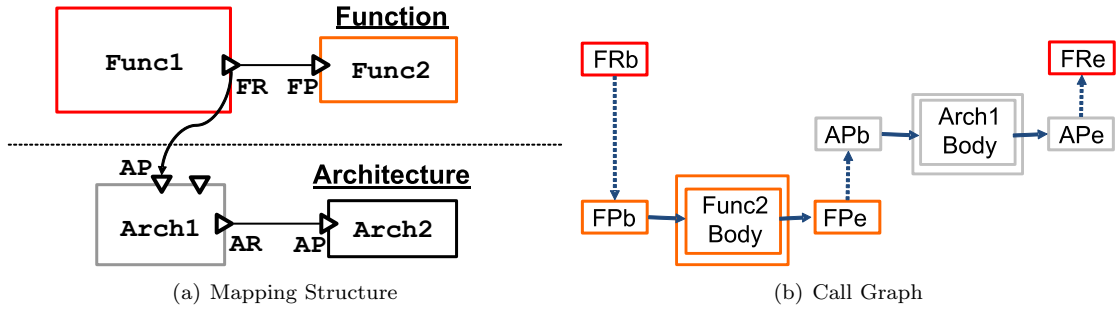 Function
Func1
Func2
FR
FP
AP
Architecture
Arch1
Arch2
AR
AP
(a) Mapping Structure
FRb
FRe
APb
Arch1
Body
APe
FPb
Func2
Body
FPe
(b) Call Graph